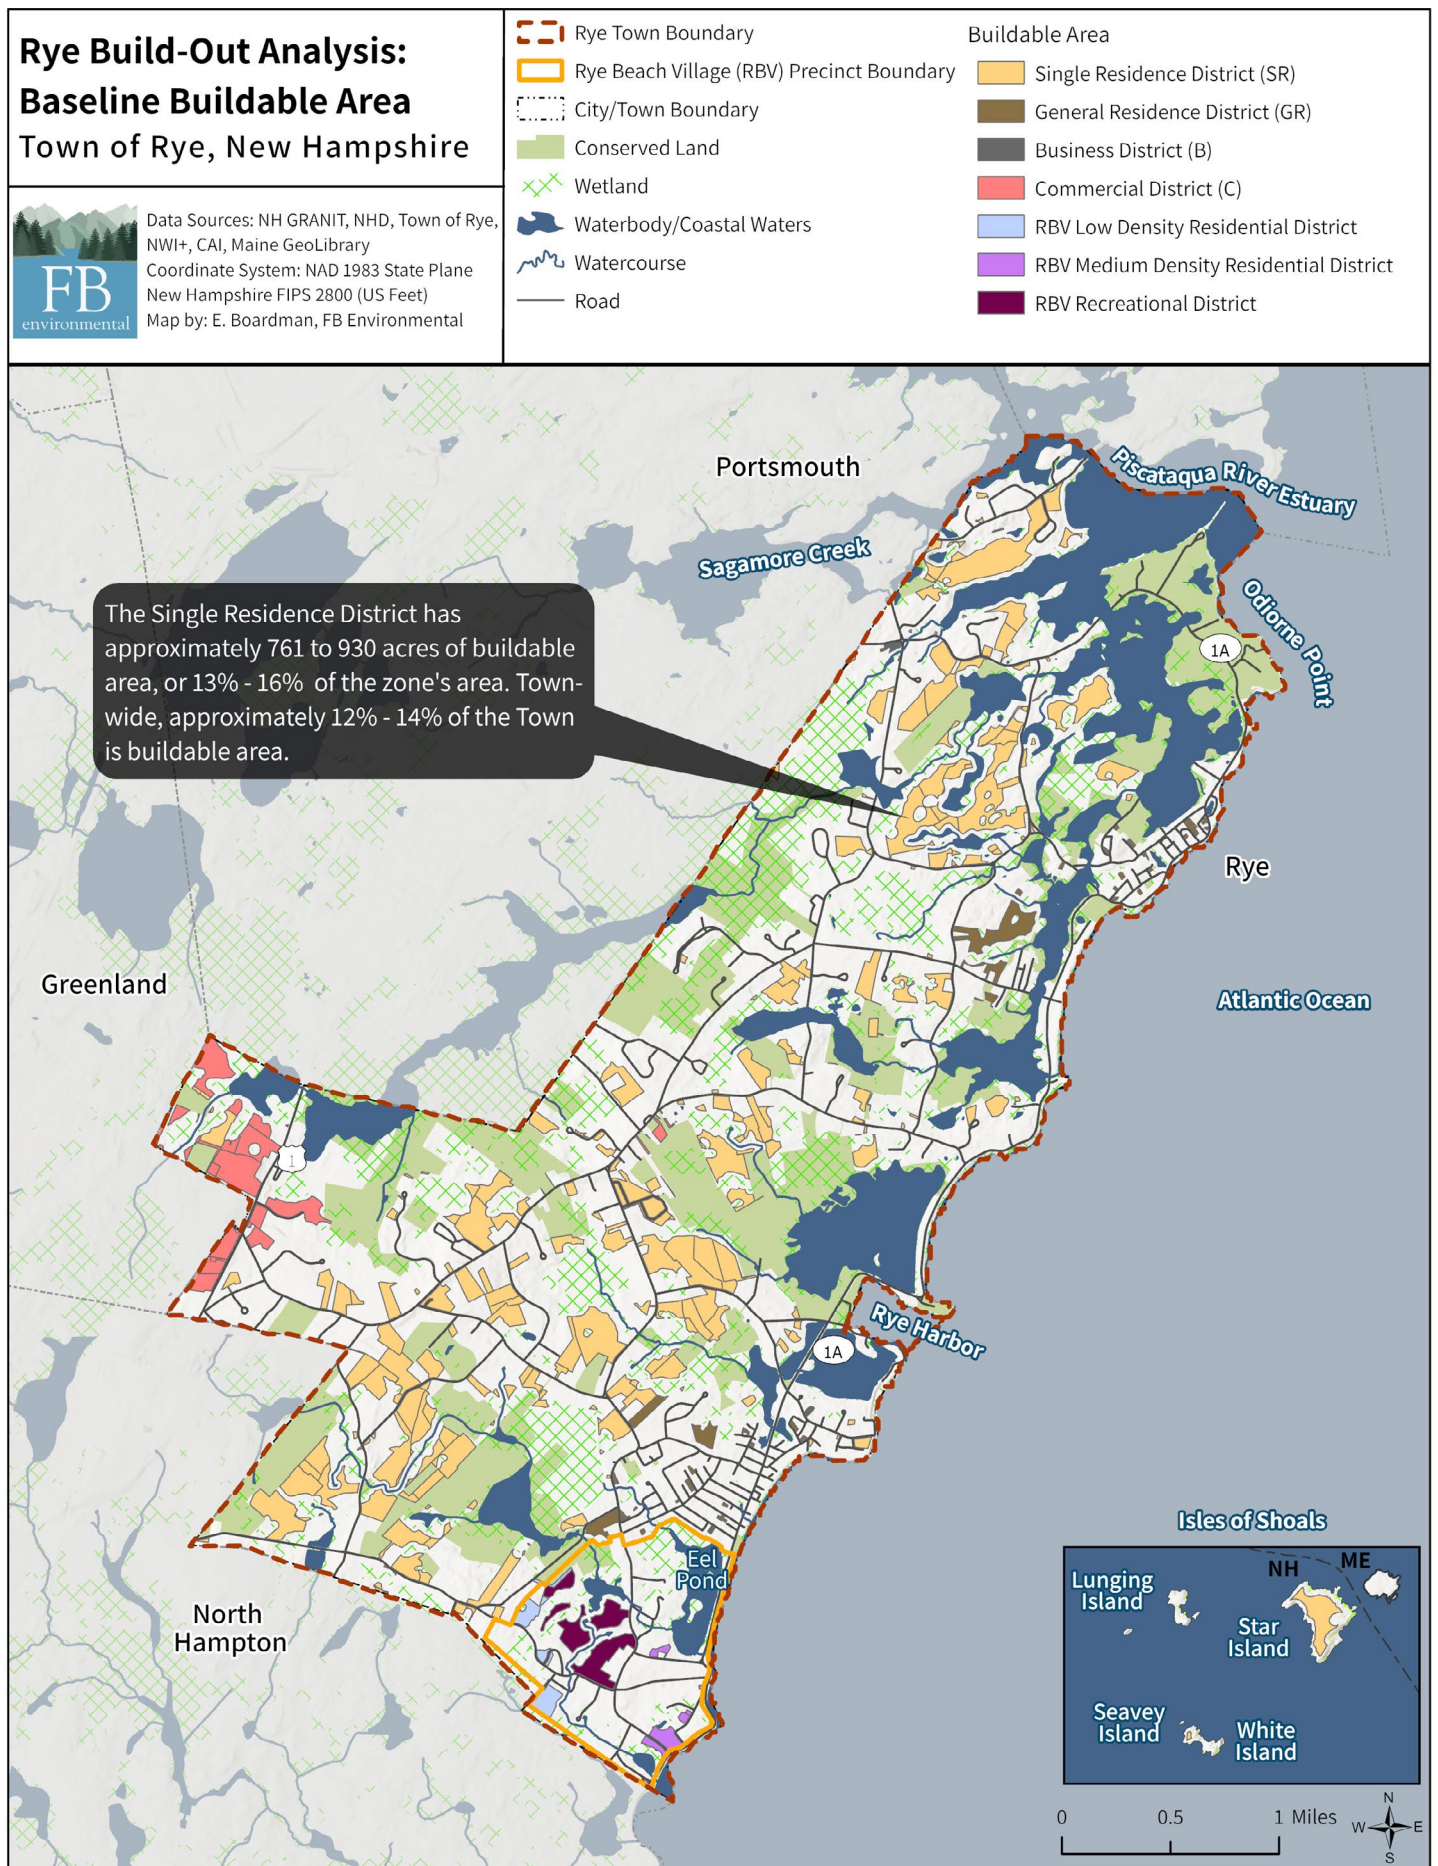 Rye Build-Out Analysis:
Baseline Buildable Area
Town of Rye, New Hampshire
FB
environmental
Data Sources: NH GRANIT, NHD, Town of Rye,
NWI+, CAI, Maine GeoLibrary
Coordinate System: NAD 1983 State Plane
New Hampshire FIPS 2800 (US Feet)
Map by: E. Boardman, FB Environmental
Rye Town Boundary
Rye Beach Village (RBV) Precinct Boundary
City/Town Boundary
Conserved Land
Wetland
Waterbody/Coastal Waters
Watercourse
Road
Buildable Area
Single Residence District (SR)
General Residence District (GR)
Business District (B)
Commercial District (C)
RBV Low Density Residential District
RBV Medium Density Residential District
RBV Recreational District
Portsmouth
Piscataqua River Estuary
Sagamore Creek
Odiorne Point
1A
The Single Residence District has
approximately 761 to 930 acres of buildable
area, or 13% - 16% of the zone's area. Town-
wide, approximately 12% - 14% of the Town
is buildable area.
Rye
Greenland
Atlantic Ocean
1
Rye Harbor
1A
Eel
Pond
North
Hampton
Isles of Shoals
NH
ME
Lunging
Island
Star
Island
Seavey
Island
White
Island
0 0.5 1 Miles
N
W E
S